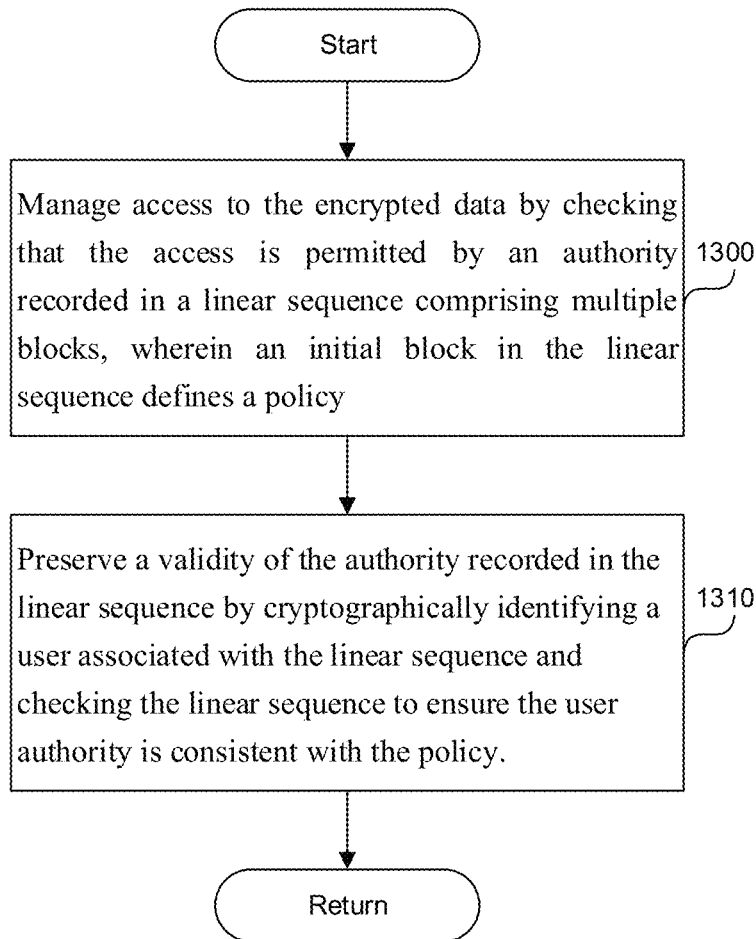 Start
Manage access to the encrypted data by checking
that the access is permitted by an authority
recorded in a linear sequence comprising multiple
blocks, wherein an initial block in the linear
sequence defines a policy
1300
Preserve a validity of the authority recorded in the
linear sequence by cryptographically identifying a
user associated with the linear sequence and
checking the linear sequence to ensure the user
authority is consistent with the policy.
1310
Return